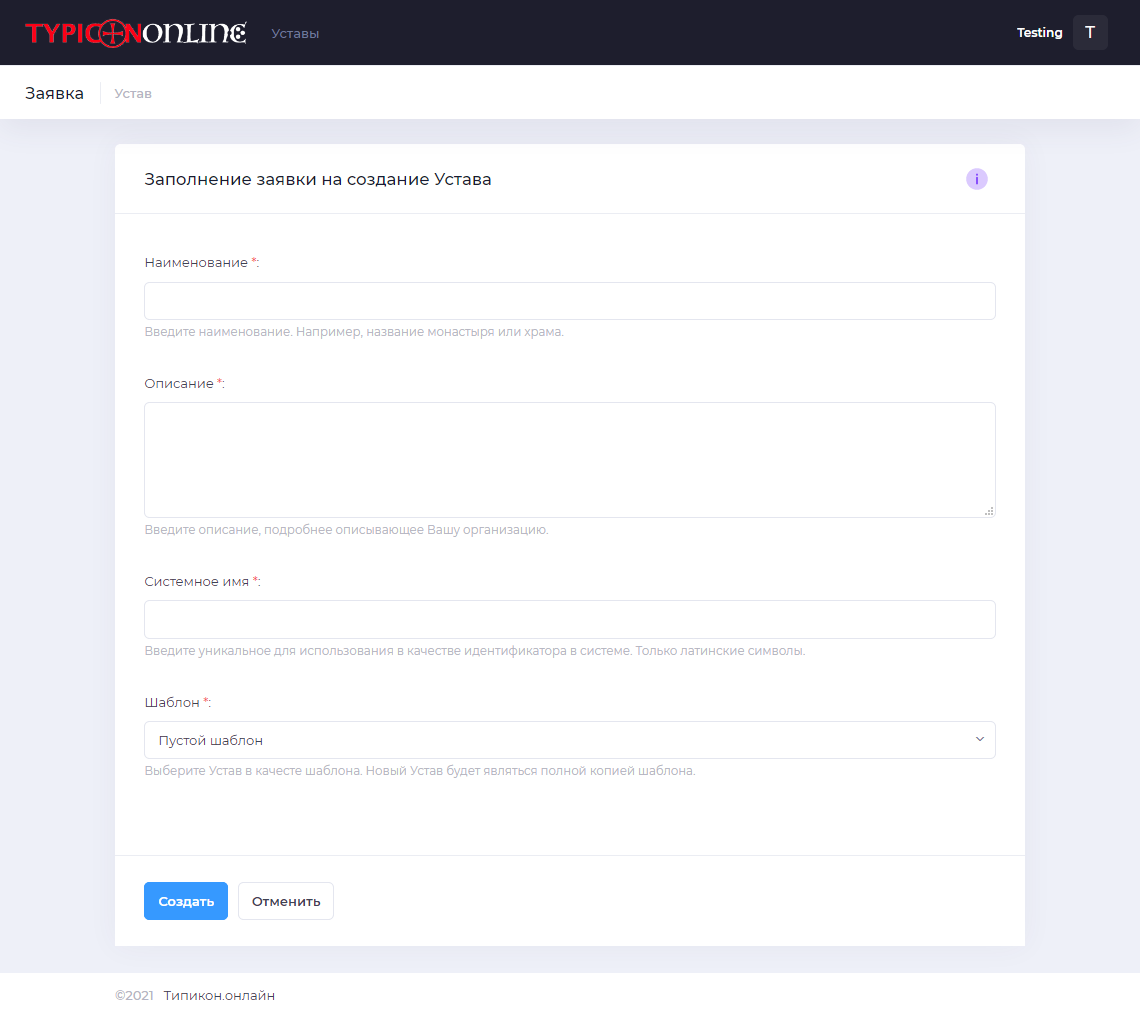 TYPICONONLINE Уставы Testing T
Заявка Устав
Заполнение заявки на создание Устава i
Наименование *:
Введите наименование. Например, название монастыря или храма.
Описание *:
Введите описание, подробнее описывающее Вашу организацию.
Системное имя *:
Введите уникальное для использования в качестве идентификатора в системе. Только латинские символы.
Шаблон *:
Пустой шаблон
Выберите Устав в качесте шаблона. Новый Устав будет являться полной копией шаблона.
Создать Отменить
©2021 Типикон.онлайн